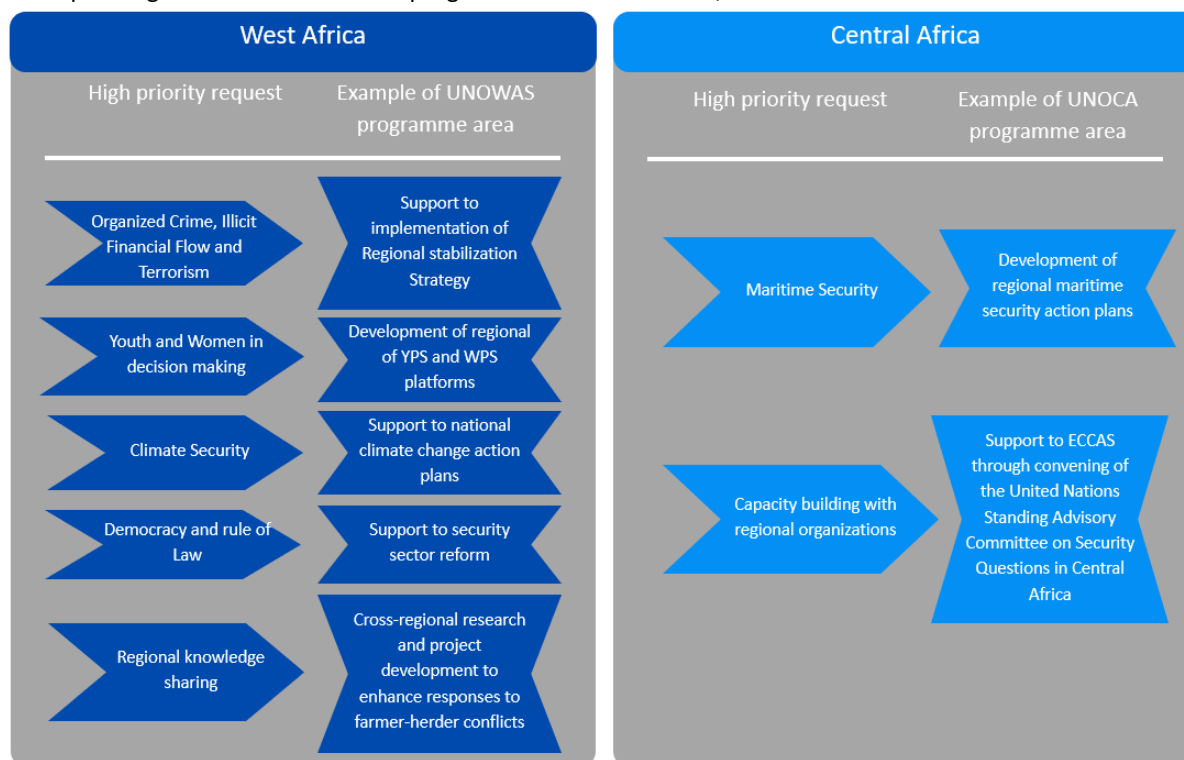 West Africa
High priority request
Example of UNOWAS
programme area
Organized Crime, Illicit
Financial Flow and
Terrorism
Support to
implementation of
Regional stabilization
Strategy
Youth and Women in
decision making
Development of regional
of YPS and WPS
platforms
Climate Security
Support to national
climate change action
plans
Democracy and rule of
Law
Support to security
sector reform
Regional knowledge
sharing
Cross-regional research
and project
development to
enhance responses to
farmer-herder conflicts
Central Africa
High priority request
Example of UNOCA
programme area
Maritime Security
Development of
regional maritime
security action plans
Capacity building with
regional organizations
Support to ECCAS
through convening of
the United Nations
Standing Advisory
Committee on Security
Questions in Central
Africa